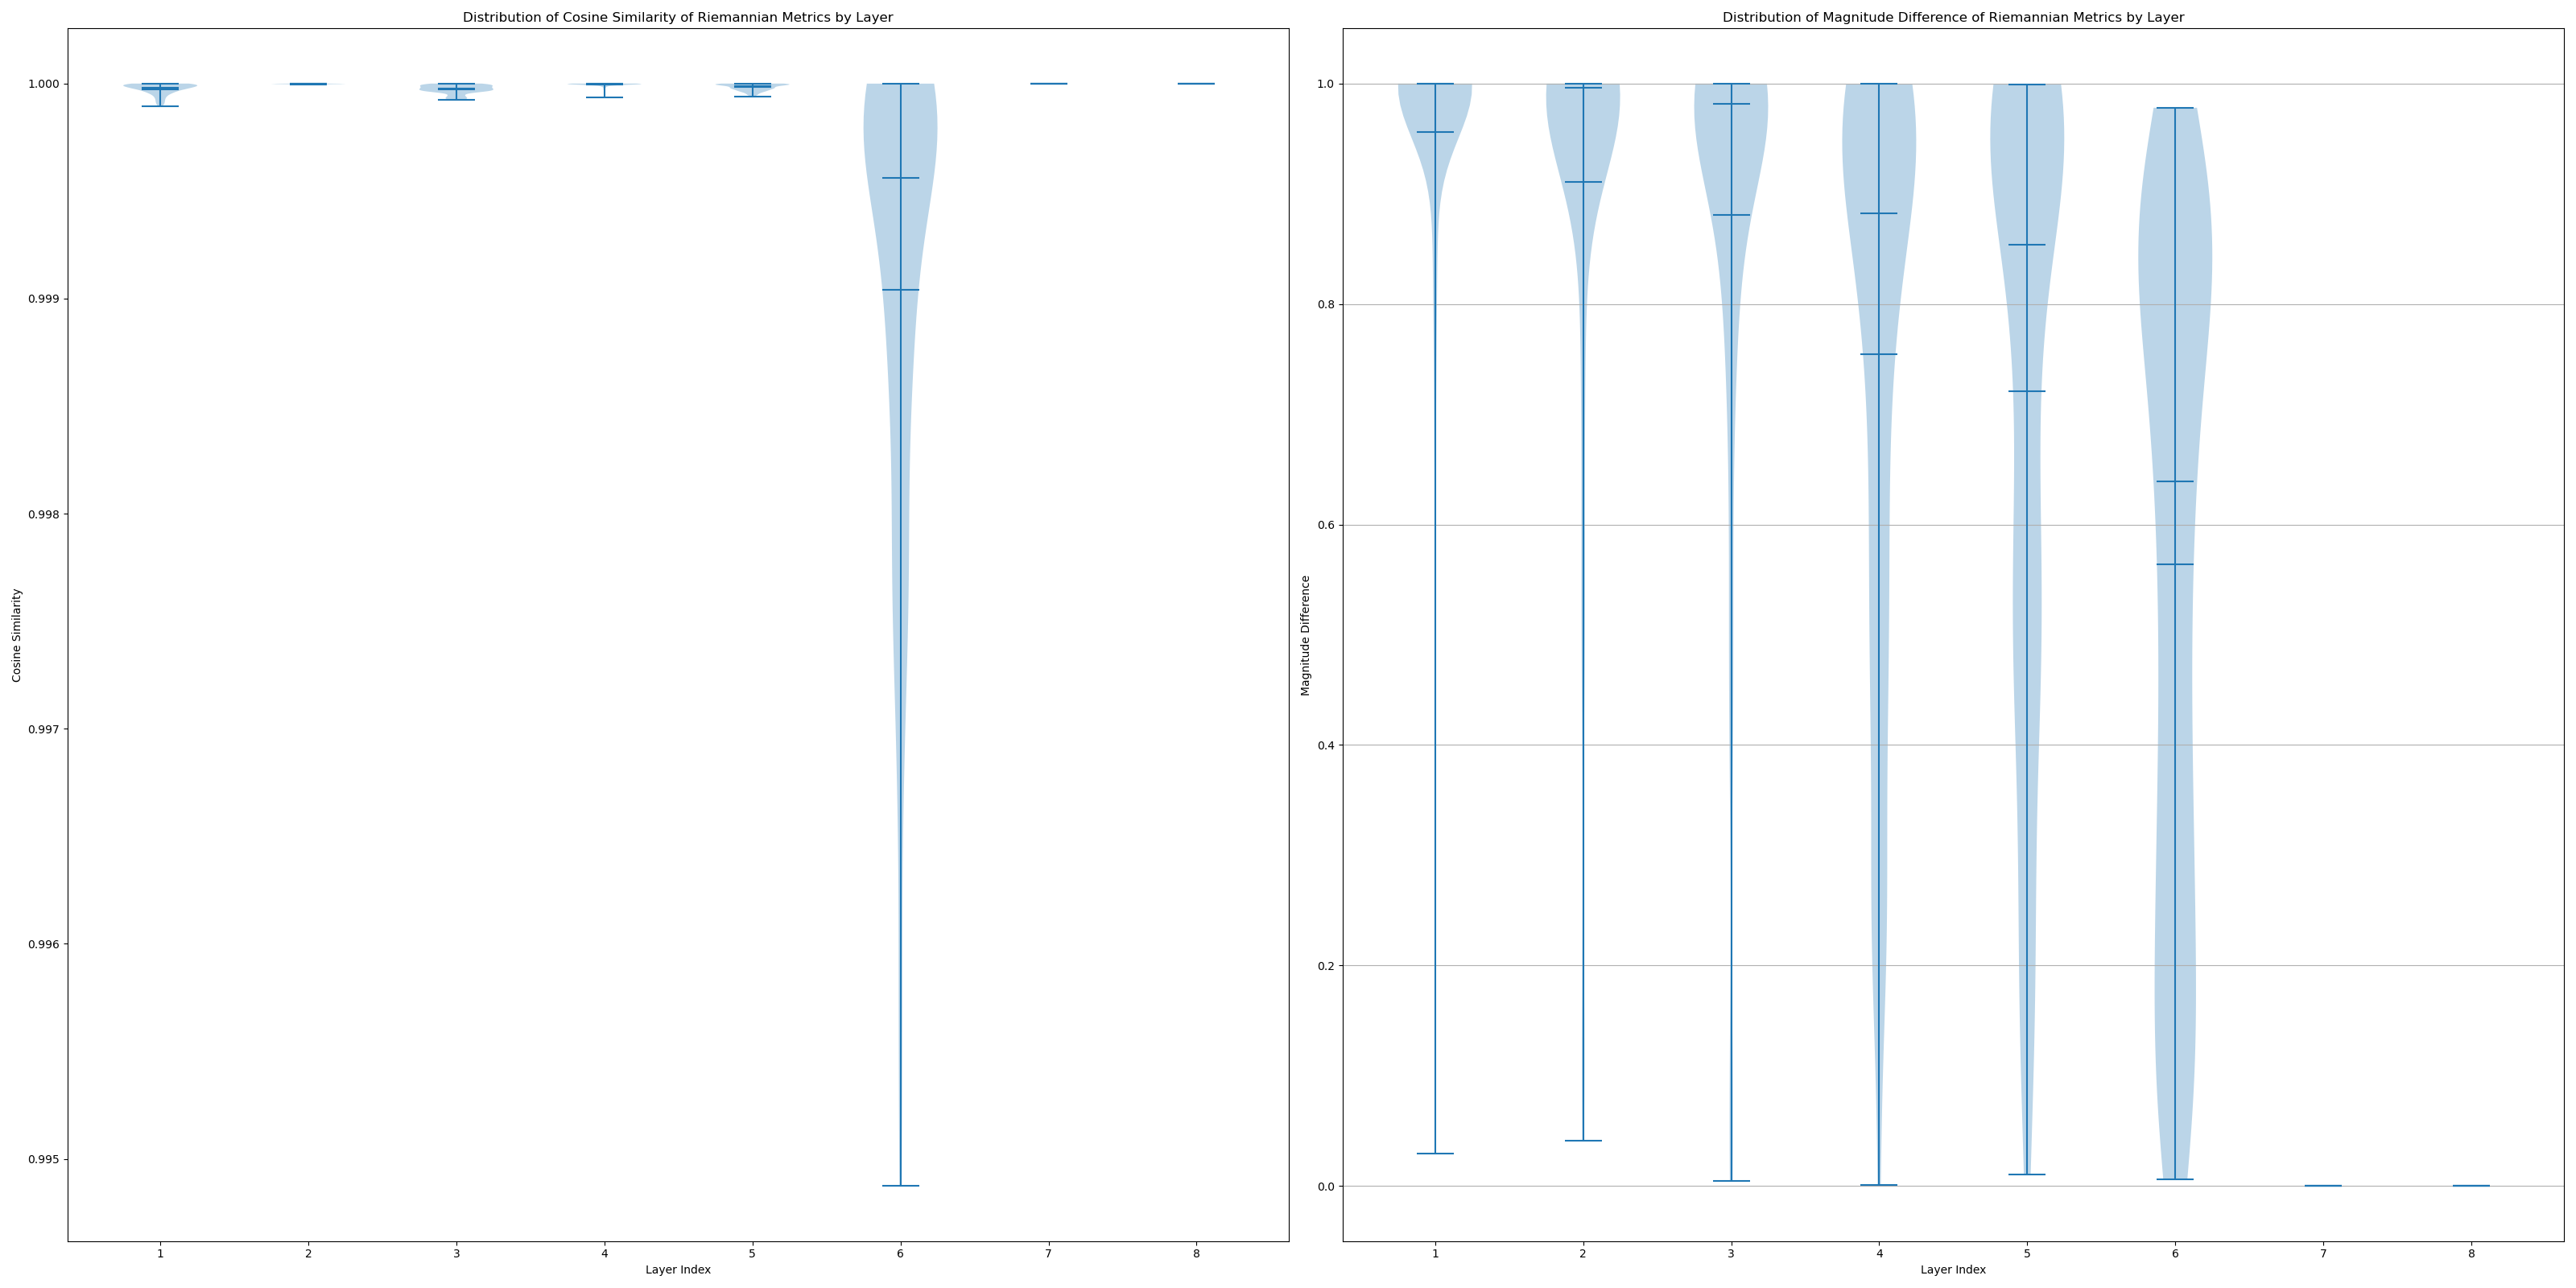 Distribution of Cosine Similarity of Riemannian Metrics by Layer
1.000
0.999
0.998
0.997
0.996
0.995
Cosine Similarity
1 2 3 4 5 6 7 8
Layer Index
Distribution of Magnitude Difference of Riemannian Metrics by Layer
1.0
0.8
0.6
0.4
0.2
0.0
Magnitude Difference
1 2 3 4 5 6 7 8
Layer Index